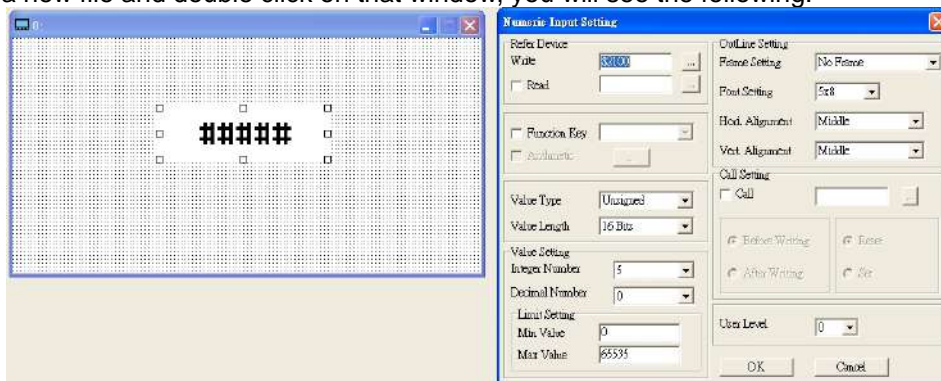 a new file and double click on that window, you will see the following:
#####
Numeric Input Setting
Refer Device
Write
...
Read
Function Key
Arithmetic
Value Type Unsigned
Value Length 16 Bits
Value Setting
Integer Number 5
Decimal Number 0
Limit Setting
Min Value 0
Max Value 65535
OutLine Setting
Frame Setting No Frame
Font Setting 5x8
Hori. Alignment Middle
Vert. Alignment Middle
Call Setting
Call
Before Writing Reset
After Writing Set
User Level 0
OK Cancel